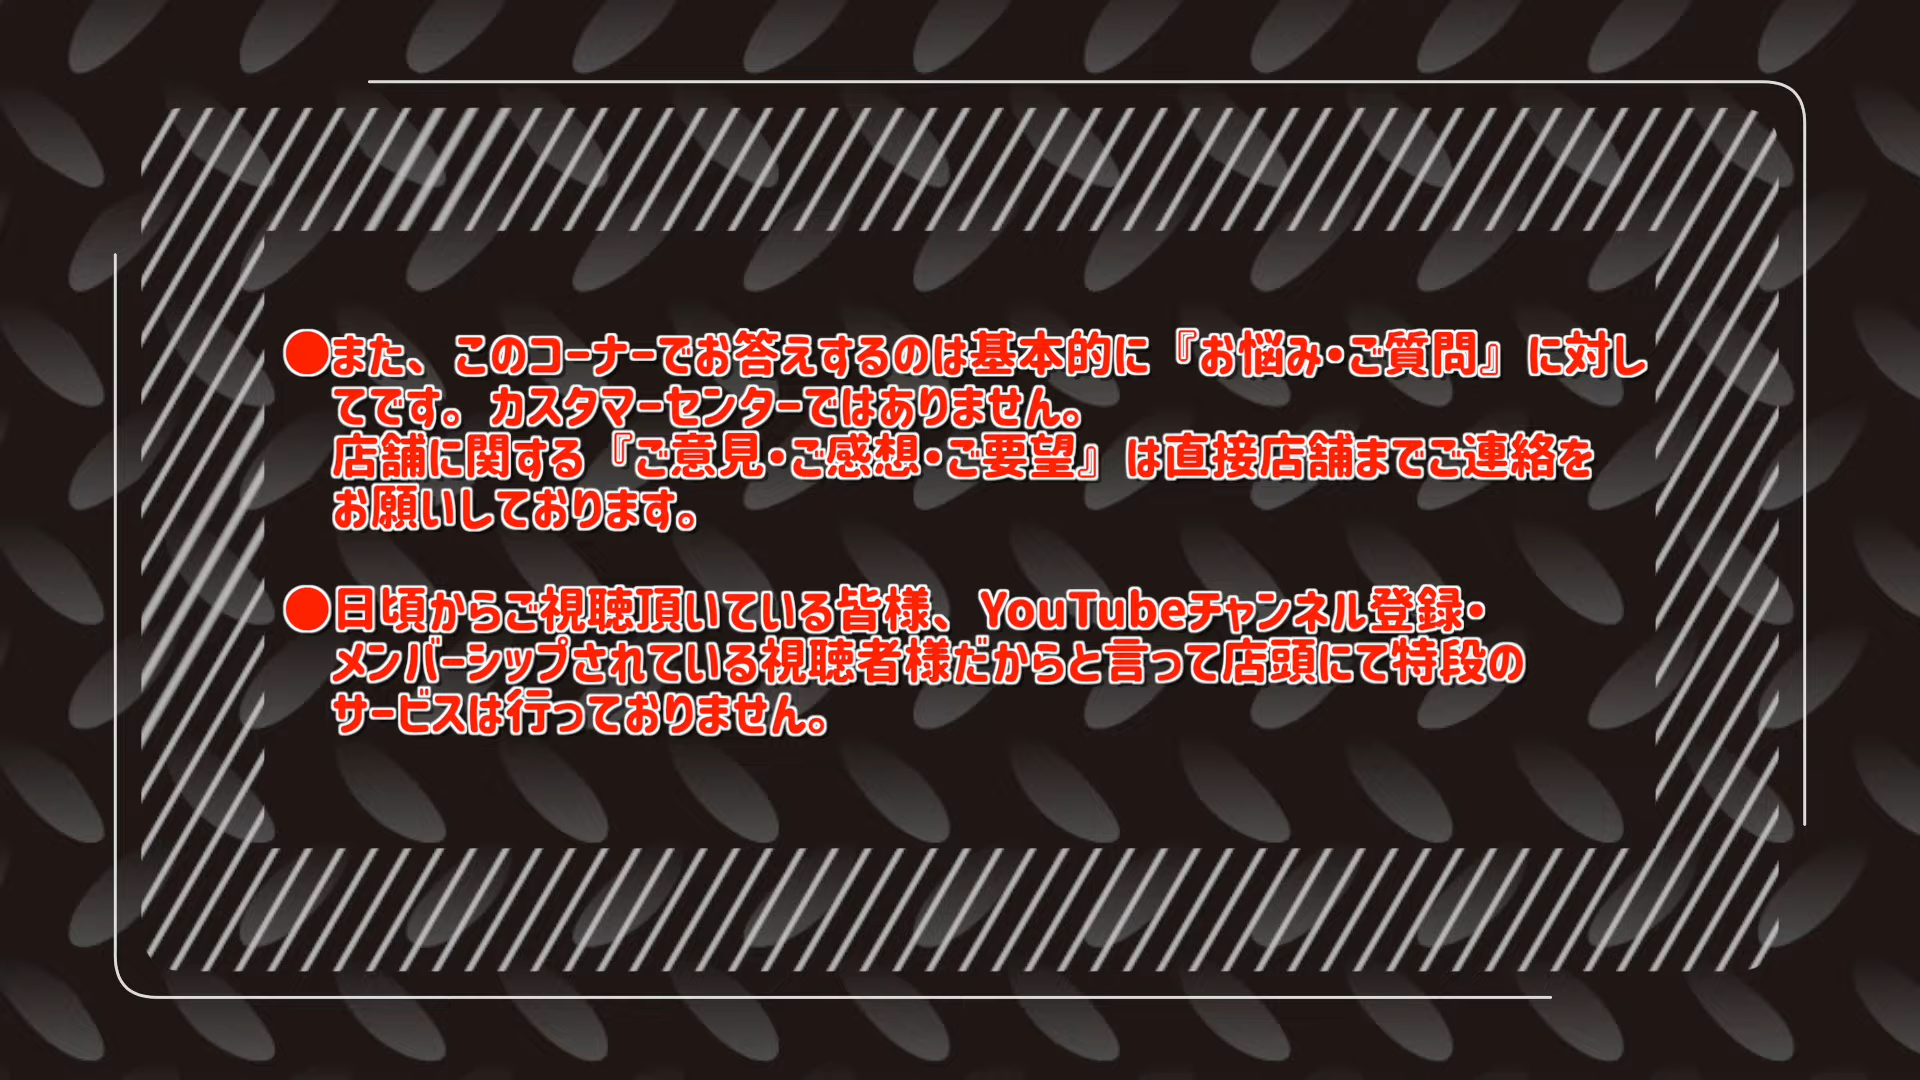 ●また、このコーナーでお答えするのは基本的に『お悩み・ご質問』に対し
てです。カスタマーセンターではありません。
店舗に関する『ご意見・ご感想・ご要望』は直接店舗までご連絡を
お願いしております。
●日頃からご視聴頂いている皆様、YouTubeチャンネル登録・
メンバーシップされている視聴者様だからと言って店頭にて特段の
サービスは行っておりません。